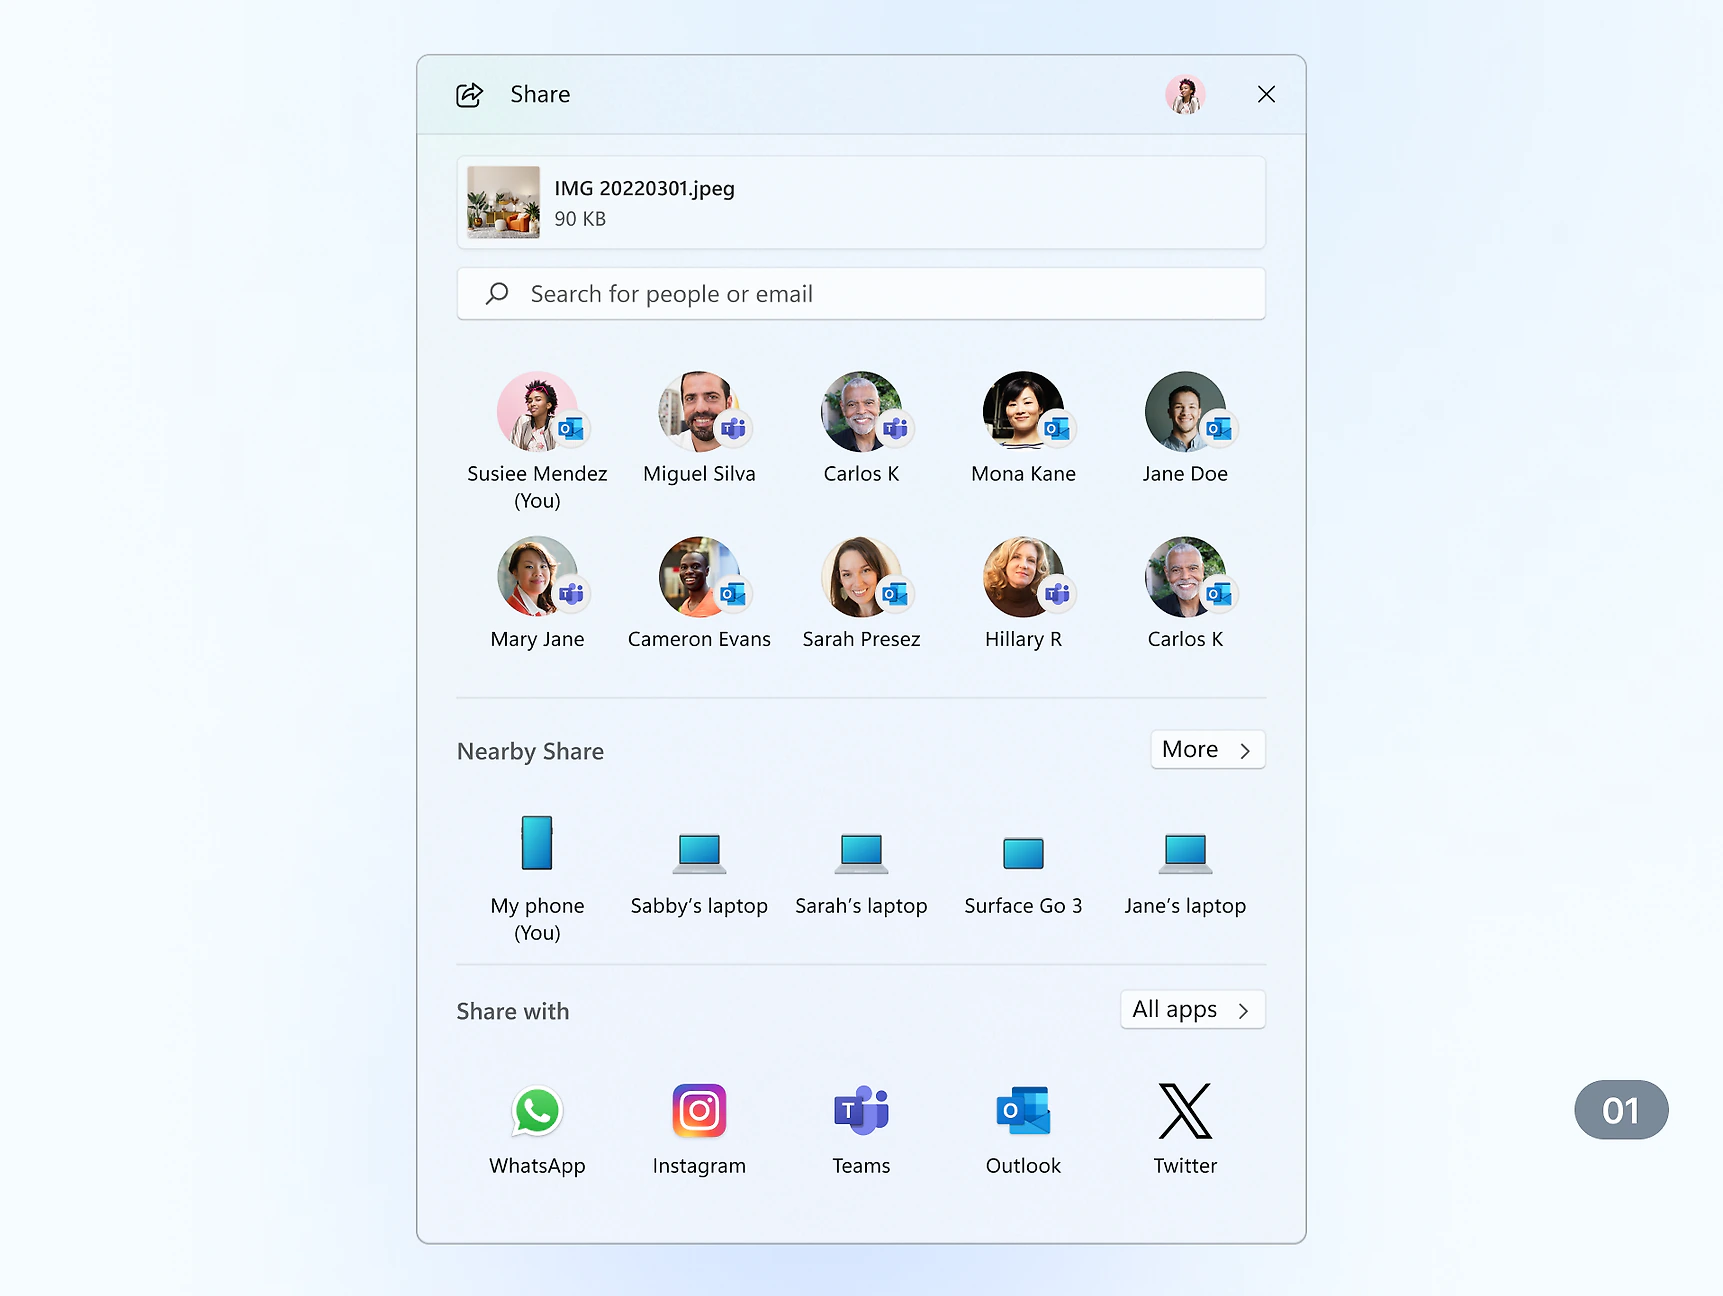 Share
IMG 20220301.jpeg
90 KB
Search for people or email
Susiee Mendez
(You)
Miguel Silva
Carlos K
Mona Kane
Jane Doe
Mary Jane
Cameron Evans
Sarah Presez
Hillary R
Carlos K
Nearby Share
More
My phone
(You)
Sabby’s laptop
Sarah’s laptop
Surface Go 3
Jane’s laptop
Share with
All apps
WhatsApp
Instagram
Teams
Outlook
Twitter
01